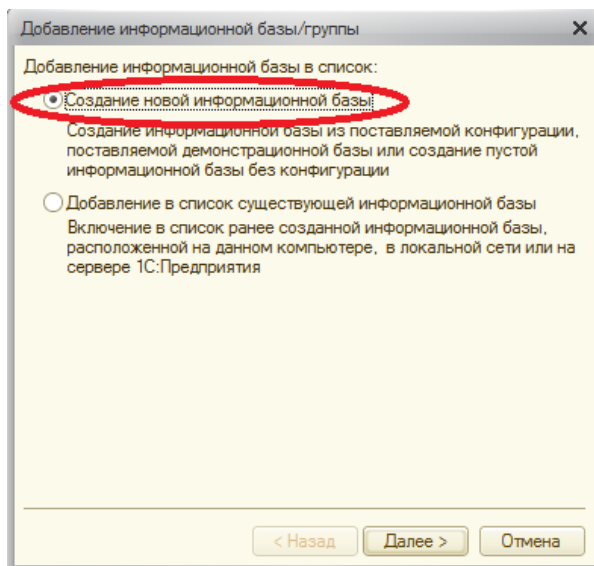 Добавление информационной базы/группы
Добавление информационной базы в список:
Создание новой информационной базы
Создание информационной базы из поставляемой конфигурации,
поставляемой демонстрационной базы или создание пустой
информационной базы без конфигурации
Добавление в список существующей информационной базы
Включение в список ранее созданной информационной базы,
расположенной на данном компьютере, в локальной сети или на
сервере 1С:Предприятия
< Назад Далее > Отмена